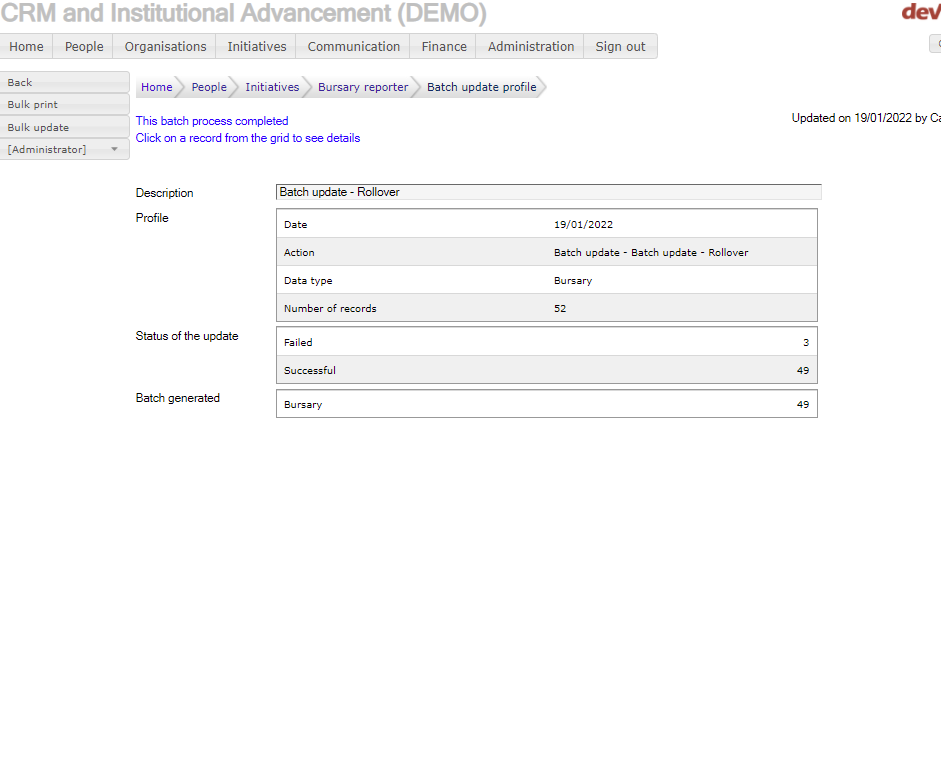 CRM and Institutional Advancement (DEMO)
dev
Home People Organisations Initiatives Communication Finance Administration Sign out
Back
Bulk print
Bulk update
[Administrator]
Home People Initiatives Bursary reporter Batch update profile
This batch process completed
Click on a record from the grid to see details
Updated on 19/01/2022 by Ca
Description Batch update - Rollover
Profile
Date 19/01/2022
Action Batch update - Batch update - Rollover
Data type Bursary
Number of records 52
Status of the update
Failed 3
Successful 49
Batch generated
Bursary 49